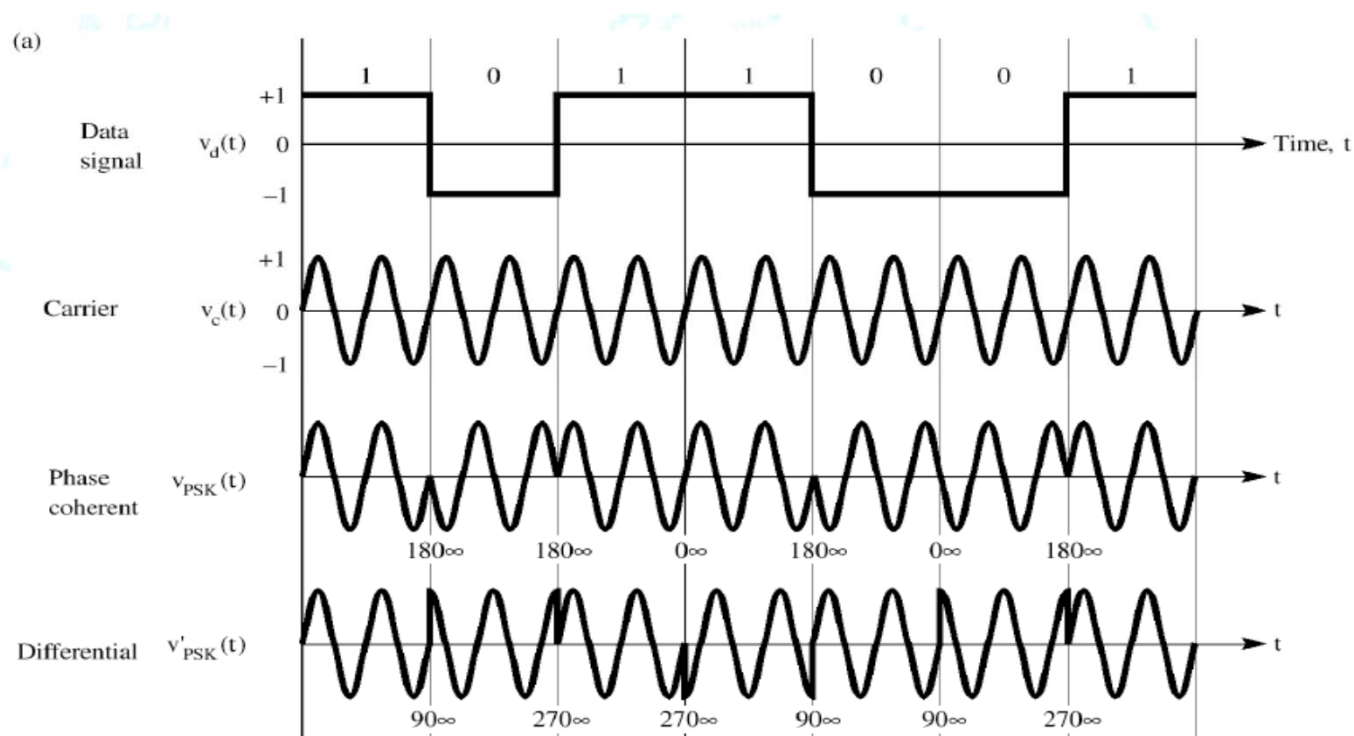 (a)
1 0 1 1 0 0 1
+1
Data
signal
v_d(t) 0
Time, t
−1
+1
Carrier v_c(t) 0 t
−1
Phase
coherent
v_PSK(t) t
180∞ 180∞ 0∞ 180∞ 0∞ 180∞
Differential v'_PSK(t) t
90∞ 270∞ 270∞ 90∞ 90∞ 270∞